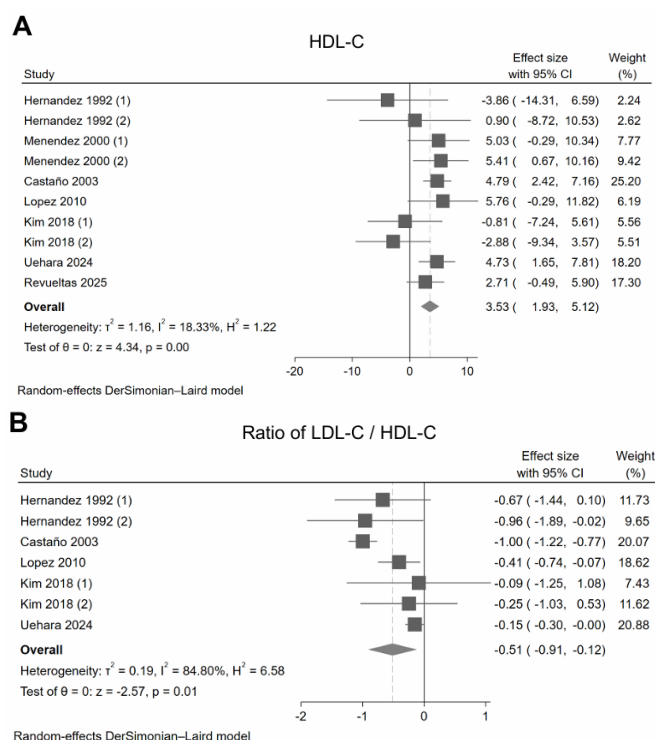 A
HDL-C
Effect size Weight
Study with 95% CI (%)
Hernandez 1992 (1) -3.86 ( -14.31, 6.59) 2.24
Hernandez 1992 (2) 0.90 ( -8.72, 10.53) 2.62
Menendez 2000 (1) 5.03 ( -0.29, 10.34) 7.77
Menendez 2000 (2) 5.41 ( 0.67, 10.16) 9.42
Castaño 2003 4.79 ( 2.42, 7.16) 25.20
Lopez 2010 5.76 ( -0.29, 11.82) 6.19
Kim 2018 (1) -0.81 ( -7.24, 5.61) 5.56
Kim 2018 (2) -2.88 ( -9.34, 3.57) 5.51
Uehara 2024 4.73 ( 1.65, 7.81) 18.20
Revueltas 2025 2.71 ( -0.49, 5.90) 17.30
Overall 3.53 ( 1.93, 5.12)
Heterogeneity: τ² = 1.16, I² = 18.33%, H² = 1.22
Test of θ = 0: z = 4.34, p = 0.00
-20 -10 0 10
Random-effects DerSimonian–Laird model
B
Ratio of LDL-C / HDL-C
Effect size Weight
Study with 95% CI (%)
Hernandez 1992 (1) -0.67 ( -1.44, 0.10) 11.73
Hernandez 1992 (2) -0.96 ( -1.89, -0.02) 9.65
Castaño 2003 -1.00 ( -1.22, -0.77) 20.07
Lopez 2010 -0.41 ( -0.74, -0.07) 18.62
Kim 2018 (1) -0.09 ( -1.25, 1.08) 7.43
Kim 2018 (2) -0.25 ( -1.03, 0.53) 11.62
Uehara 2024 -0.15 ( -0.30, -0.00) 20.88
Overall -0.51 ( -0.91, -0.12)
Heterogeneity: τ² = 0.19, I² = 84.80%, H² = 6.58
Test of θ = 0: z = -2.57, p = 0.01
-2 -1 0 1
Random-effects DerSimonian–Laird model